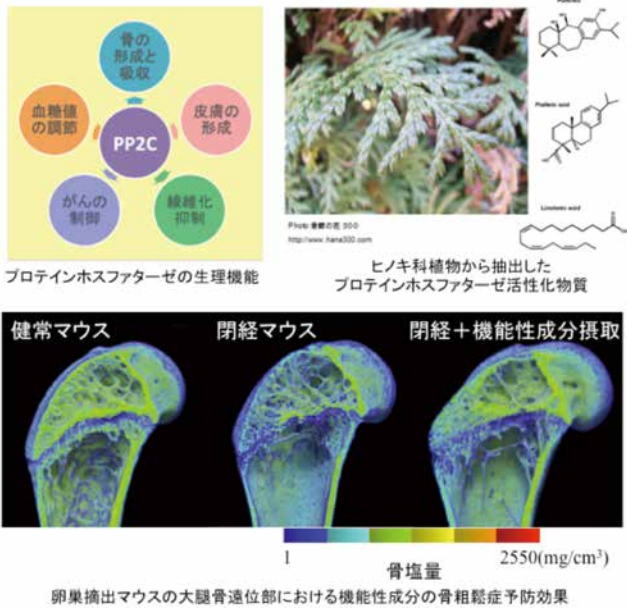 骨の
形成と
吸収
血糖値
の調節
皮膚の
形成
PP2C
がんの
制御
線維化
抑制
プロテインホスファターゼの生理機能
Photo 季節の花 300
http://www.hana300.com
Pisiferic acid
Linolenic acid
ヒノキ科植物から抽出した
プロテインホスファターゼ活性化物質
健常マウス
閉経マウス
閉経＋機能性成分摂取
1
2550(mg/cm³)
骨塩量
卵巣摘出マウスの大腿骨遠位部における機能性成分の骨粗鬆症予防効果